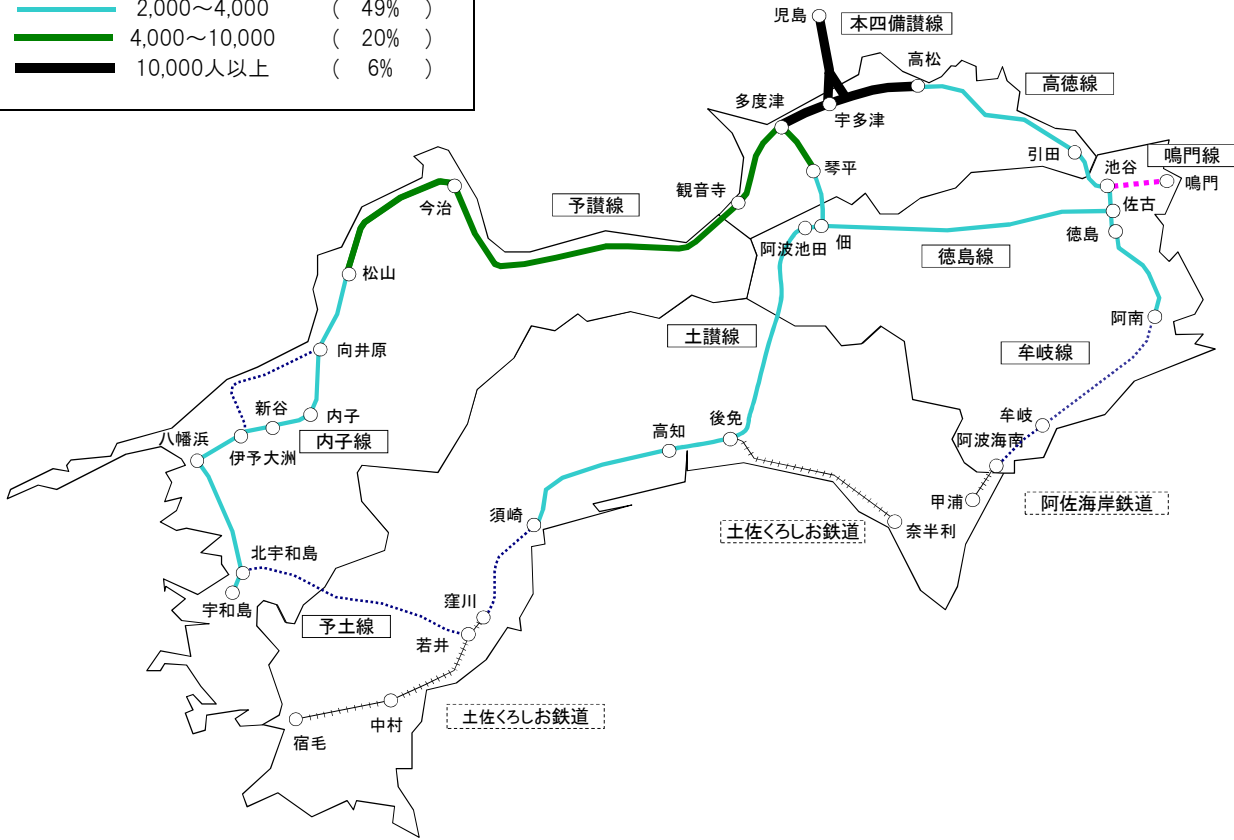 2,000～4,000 ( 49% )
4,000～10,000 ( 20% )
10,000人以上 ( 6% )
児島
本四備讃線
高松
高徳線
多度津
宇多津
引田
池谷
鳴門線
鳴門
琴平
観音寺
今治
予讃線
佐古
徳島
阿波池田
佃
徳島線
松山
阿南
土讃線
牟岐線
向井原
新谷
内子
内子線
八幡浜
伊予大洲
後免
高知
牟岐
阿波海南
甲浦
阿佐海岸鉄道
須崎
土佐くろしお鉄道
奈半利
北宇和島
宇和島
窪川
予土線
若井
中村
土佐くろしお鉄道
宿毛